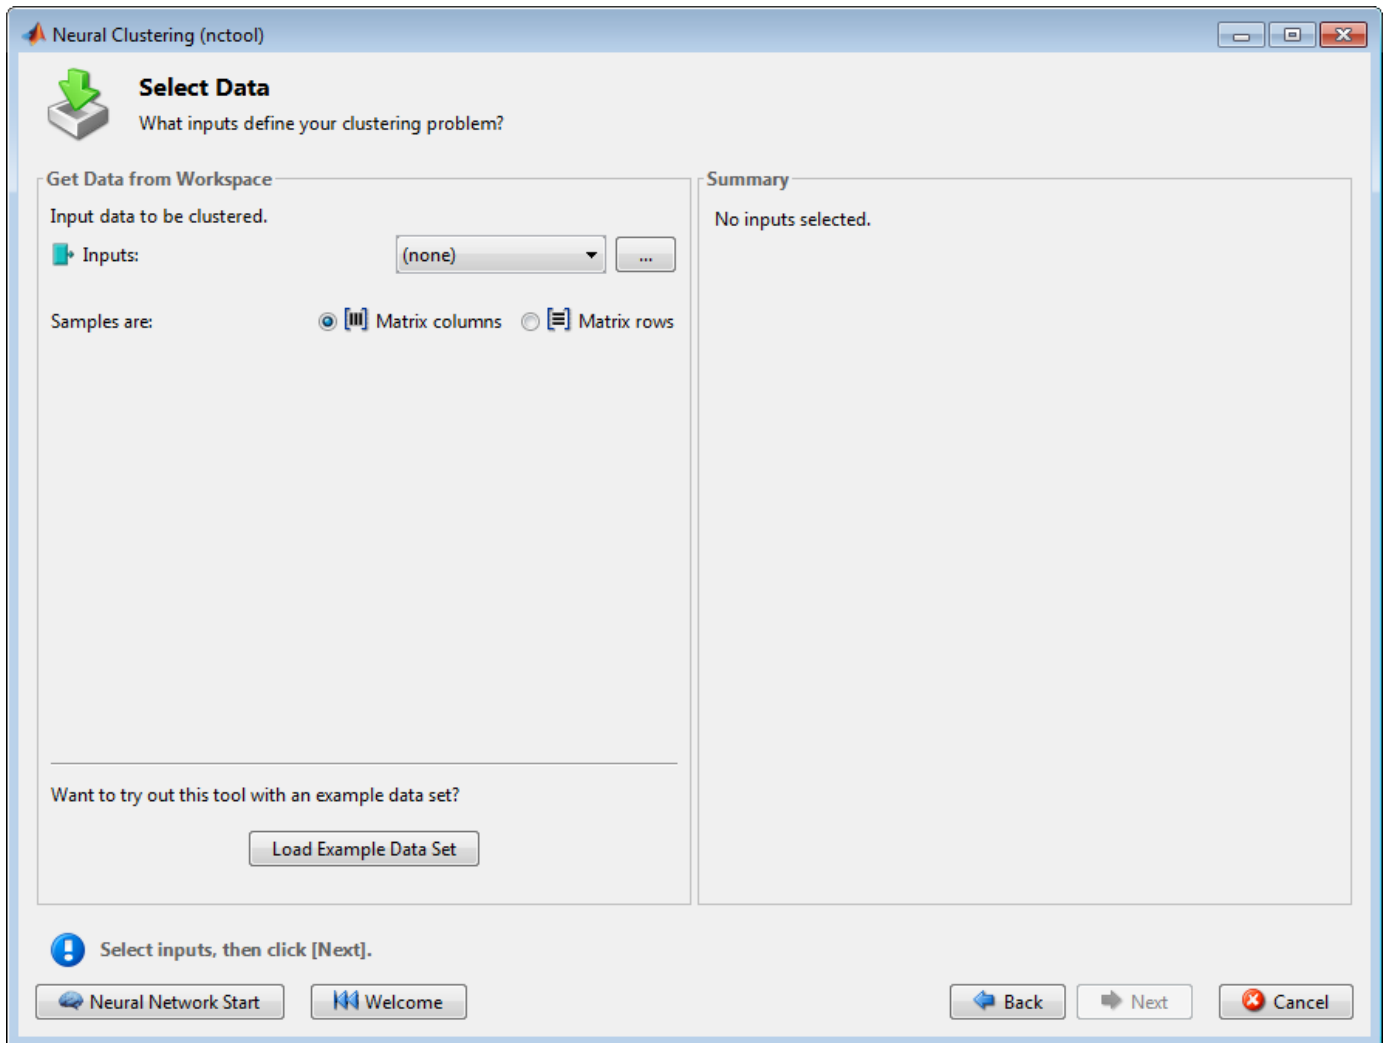 Neural Clustering (nctool)
Select Data
What inputs define your clustering problem?
Get Data from Workspace
Input data to be clustered.
Inputs:
(none)
...
Samples are:
Matrix columns
Matrix rows
Want to try out this tool with an example data set?
Load Example Data Set
Summary
No inputs selected.
Select inputs, then click [Next].
Neural Network Start
Welcome
Back
Next
Cancel